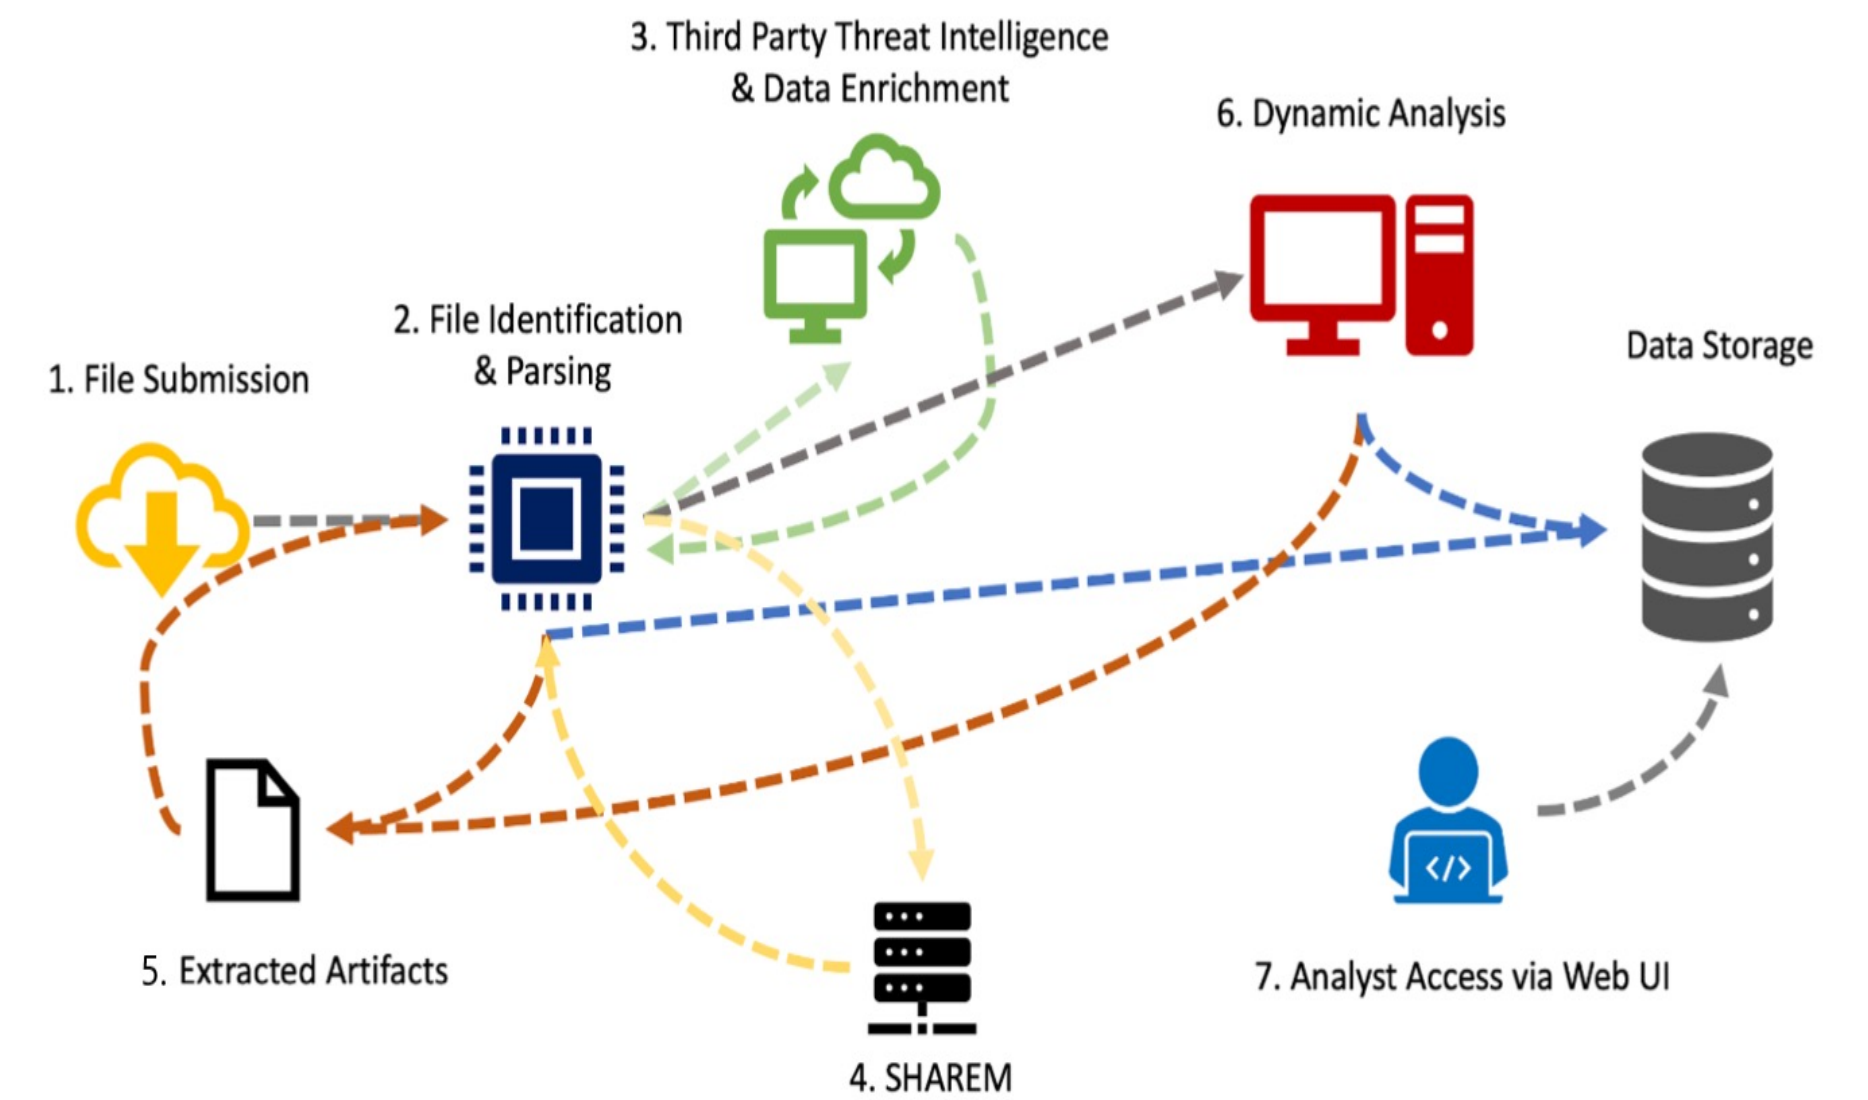 3. Third Party Threat Intelligence
& Data Enrichment
6. Dynamic Analysis
2. File Identification
& Parsing
Data Storage
1. File Submission
</>
5. Extracted Artifacts
7. Analyst Access via Web UI
4. SHAREM